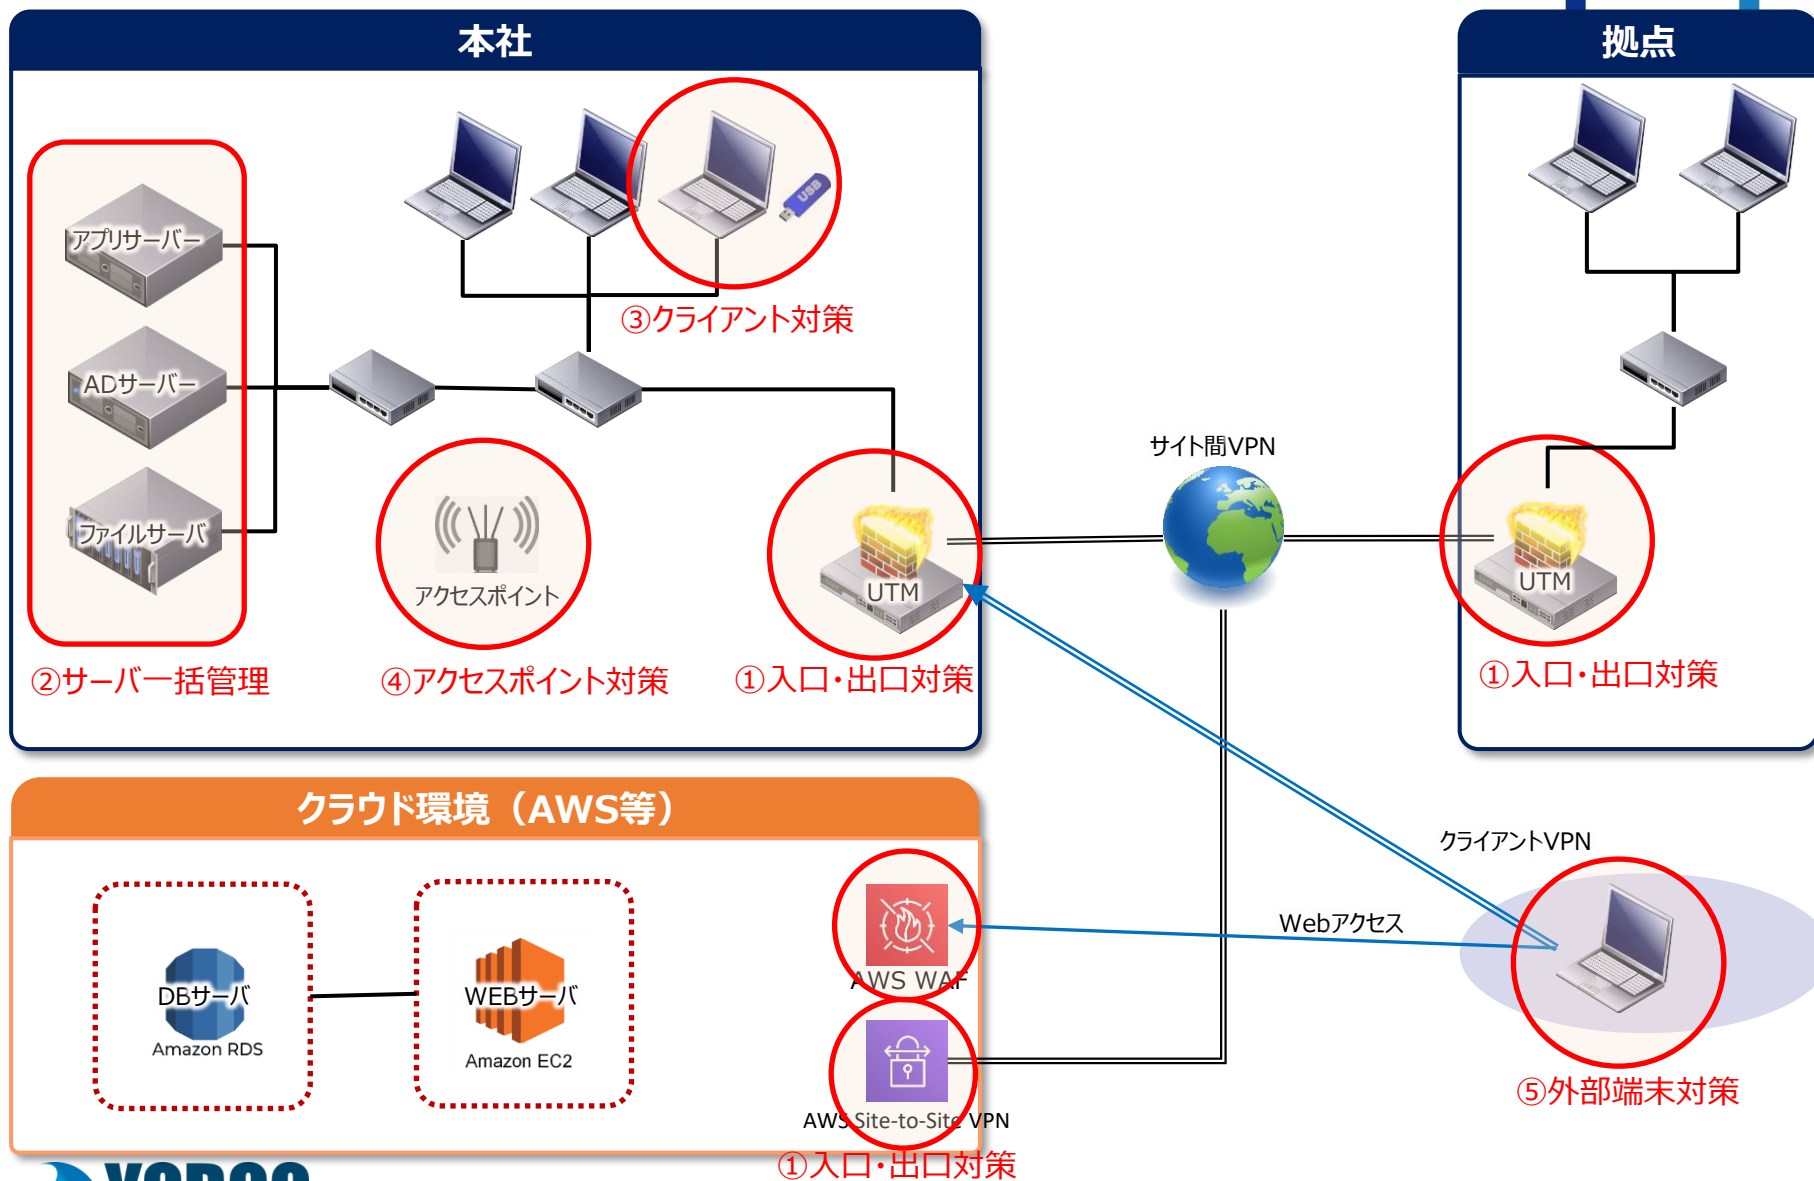 本社
拠点
アプリサーバー
ADサーバー
ファイルサーバ
②サーバ一括管理
USB
③クライアント対策
アクセスポイント
④アクセスポイント対策
UTM
①入口・出口対策
サイト間VPN
UTM
①入口・出口対策
クラウド環境（AWS等）
DBサーバ
Amazon RDS
WEBサーバ
Amazon EC2
AWS WAF
AWS Site-to-Site VPN
①入口・出口対策
クライアントVPN
Webアクセス
⑤外部端末対策